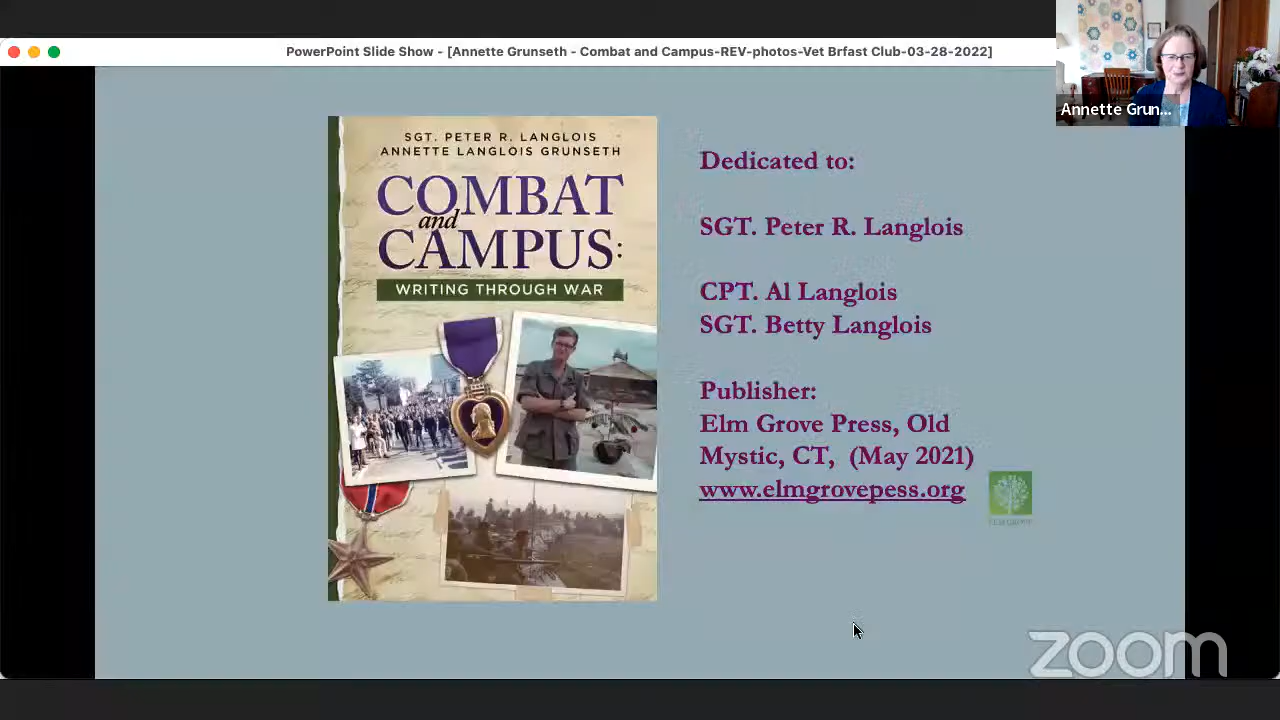 PowerPoint Slide Show - [Annette Grunseth - Combat and Campus-REV-photos-Vet Brfast Club-03-28-2022]
Annette Grun...
SGT. PETER R. LANGLOIS
ANNETTE LANGLOIS GRUNSETH
COMBAT
and
CAMPUS:
WRITING THROUGH WAR
Dedicated to:
SGT. Peter R. Langlois
CPT. Al Langlois
SGT. Betty Langlois
Publisher:
Elm Grove Press, Old
Mystic, CT, (May 2021)
www.elmgrovepess.org
ELM GROVE
zoom